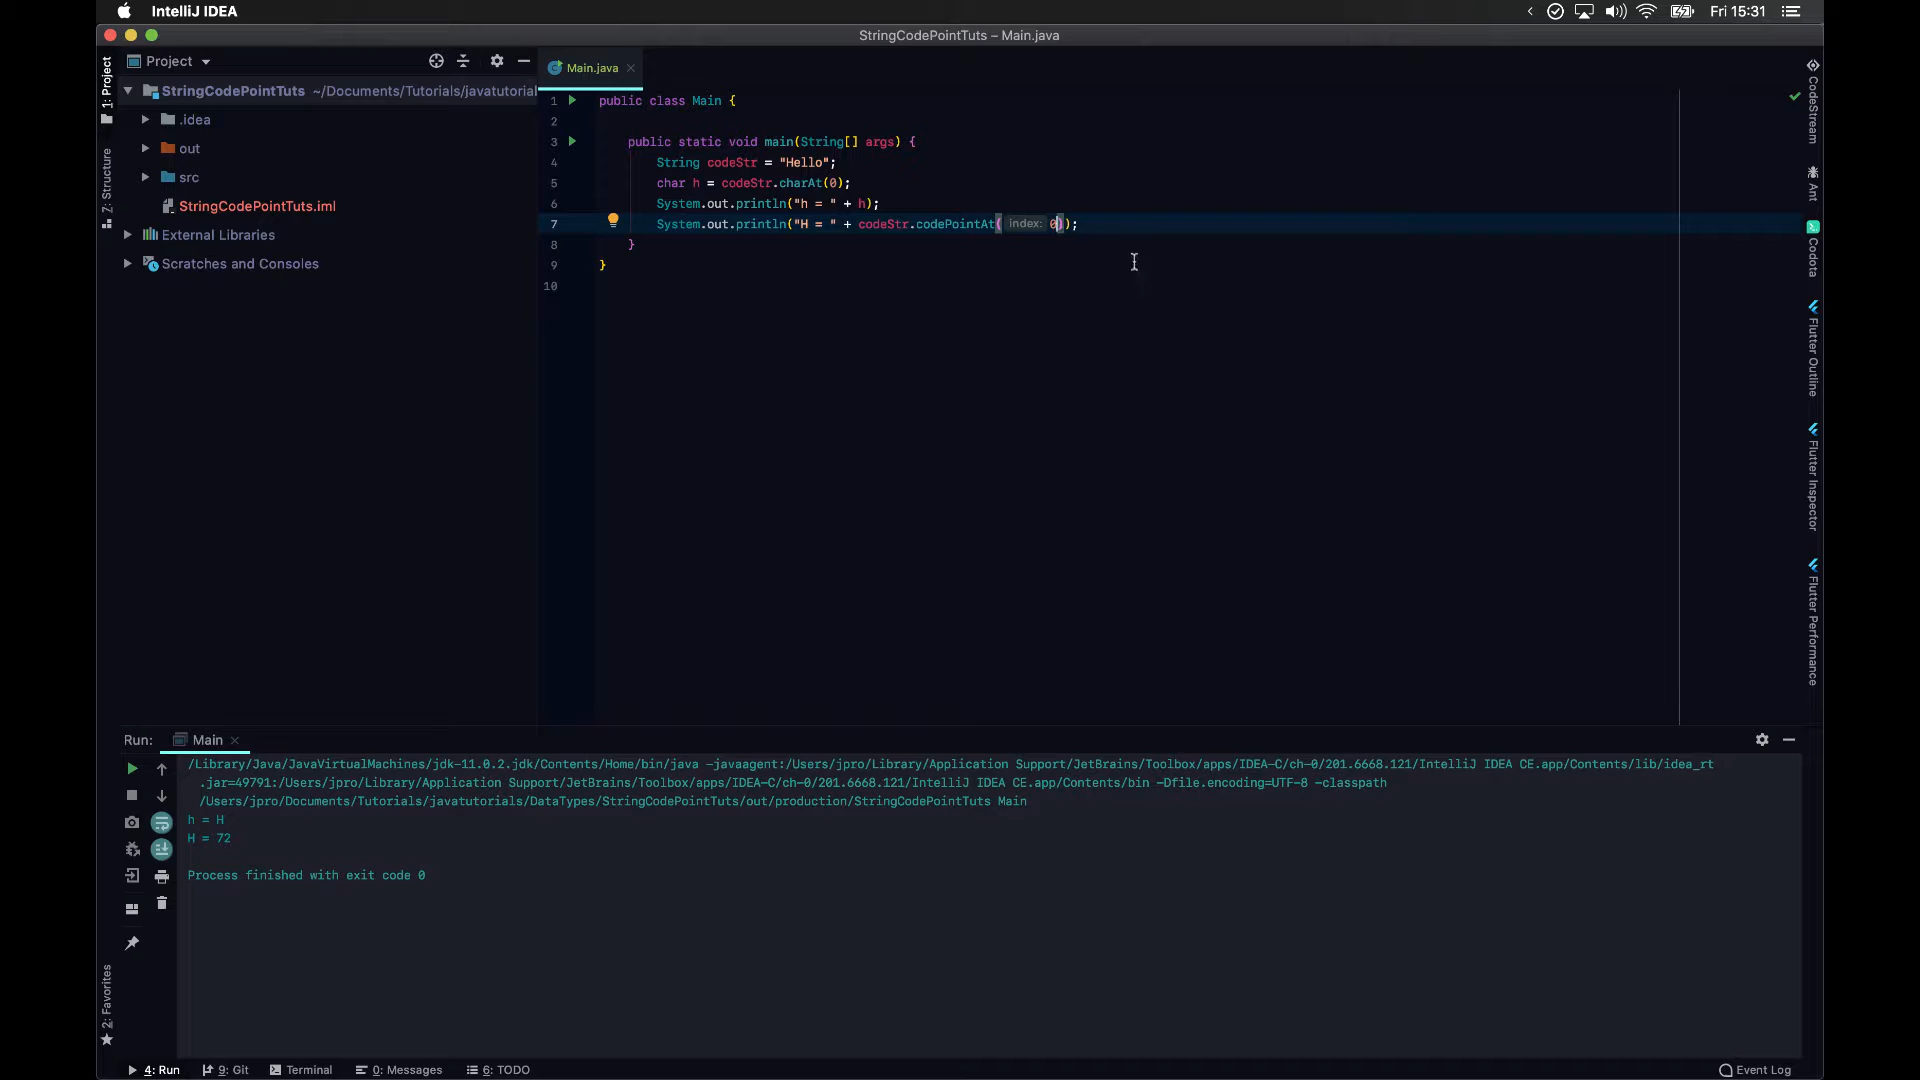 IntelliJ IDEA
Fri 15:31
StringCodePointTuts – Main.java
1: Project
Project
Main.java
StringCodePointTuts ~/Documents/Tutorials/javatutorial
.idea
out
src
StringCodePointTuts.iml
External Libraries
Scratches and Consoles
Z: Structure
1 public class Main {
2
3 public static void main(String[] args) {
4 String codeStr = "Hello";
5 char h = codeStr.charAt(0);
6 System.out.println("h = " + h);
7 System.out.println("H = " + codeStr.codePointAt( index: 0));
8 }
9 }
10
CodeStream
Ant
Codota
Flutter Outline
Flutter Inspector
Flutter Performance
Run: Main
/Library/Java/JavaVirtualMachines/jdk-11.0.2.jdk/Contents/Home/bin/java -javaagent:/Users/jpro/Library/Application Support/JetBrains/Toolbox/apps/IDEA-C/ch-0/201.6668.121/IntelliJ IDEA CE.app/Contents/lib/idea_rt
.jar=49791:/Users/jpro/Library/Application Support/JetBrains/Toolbox/apps/IDEA-C/ch-0/201.6668.121/IntelliJ IDEA CE.app/Contents/bin -Dfile.encoding=UTF-8 -classpath
/Users/jpro/Documents/Tutorials/javatutorials/DataTypes/StringCodePointTuts/out/production/StringCodePointTuts Main
h = H
H = 72
Process finished with exit code 0
2: Favorites
4: Run
9: Git
Terminal
0: Messages
6: TODO
Event Log